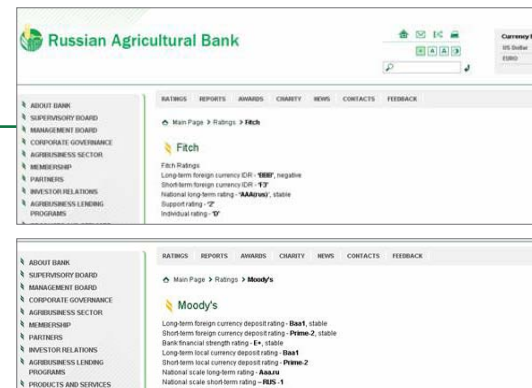 Russian Agricultural Bank
Currency
US Dollar
EURO
RATINGS REPORTS AWARDS CHARITY NEWS CONTACTS FEEDBACK
Main Page > Ratings > Fitch
ABOUT BANK
SUPERVISORY BOARD
MANAGEMENT BOARD
CORPORATE GOVERNANCE
AGRIBUSINESS SECTOR
MEMBERSHIP
PARTNERS
INVESTOR RELATIONS
AGRIBUSINESS LENDING
PROGRAMS
Fitch
Fitch Ratings
Long-term foreign currency IDR - 'BBB', negative
Short-term foreign currency IDR - 'F3'
National long-term rating - 'AAA(rus)', stable
Support rating - '2'
Individual rating - 'D'
RATINGS REPORTS AWARDS CHARITY NEWS CONTACTS FEEDBACK
Main Page > Ratings > Moody's
ABOUT BANK
SUPERVISORY BOARD
MANAGEMENT BOARD
CORPORATE GOVERNANCE
AGRIBUSINESS SECTOR
MEMBERSHIP
PARTNERS
INVESTOR RELATIONS
AGRIBUSINESS LENDING
PROGRAMS
PRODUCTS AND SERVICES
Moody's
Long-term foreign currency deposit rating - Baa1, stable
Short-term foreign currency deposit rating - Prime-2, stable
Bank financial strength rating - E+, stable
Long-term local currency deposit rating - Baa1
Short-term local currency deposit rating - Prime-2
National scale long-term rating - Aaa.ru
National scale short-term rating – RUS -1